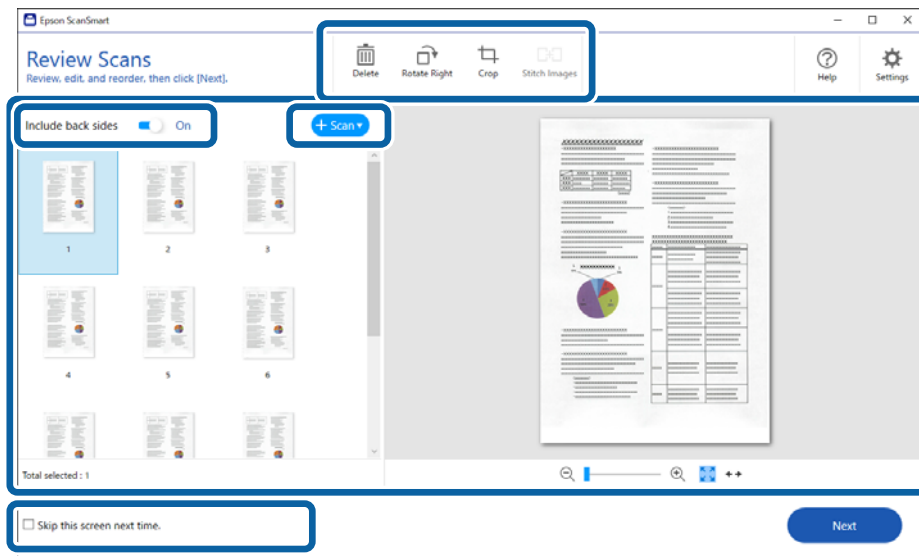 Epson ScanSmart
Review Scans
Review, edit, and reorder, then click [Next].
Delete
Rotate Right
Crop
Stitch Images
Help
Settings
Include back sides
On
+ Scan
1
2
3
4
5
6
Total selected : 1
Skip this screen next time.
Next